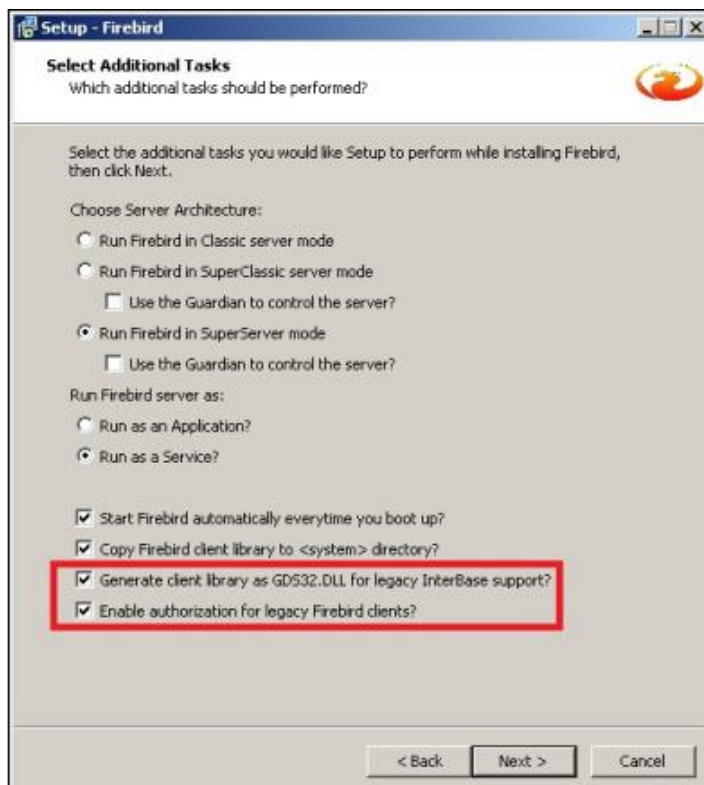 Setup - Firebird
Select Additional Tasks
Which additional tasks should be performed?
Select the additional tasks you would like Setup to perform while installing Firebird,
then click Next.
Choose Server Architecture:
Run Firebird in Classic server mode
Run Firebird in SuperClassic server mode
Use the Guardian to control the server?
Run Firebird in SuperServer mode
Use the Guardian to control the server?
Run Firebird server as:
Run as an Application?
Run as a Service?
Start Firebird automatically everytime you boot up?
Copy Firebird client library to <system> directory?
Generate client library as GDS32.DLL for legacy InterBase support?
Enable authorization for legacy Firebird clients?
< Back
Next >
Cancel